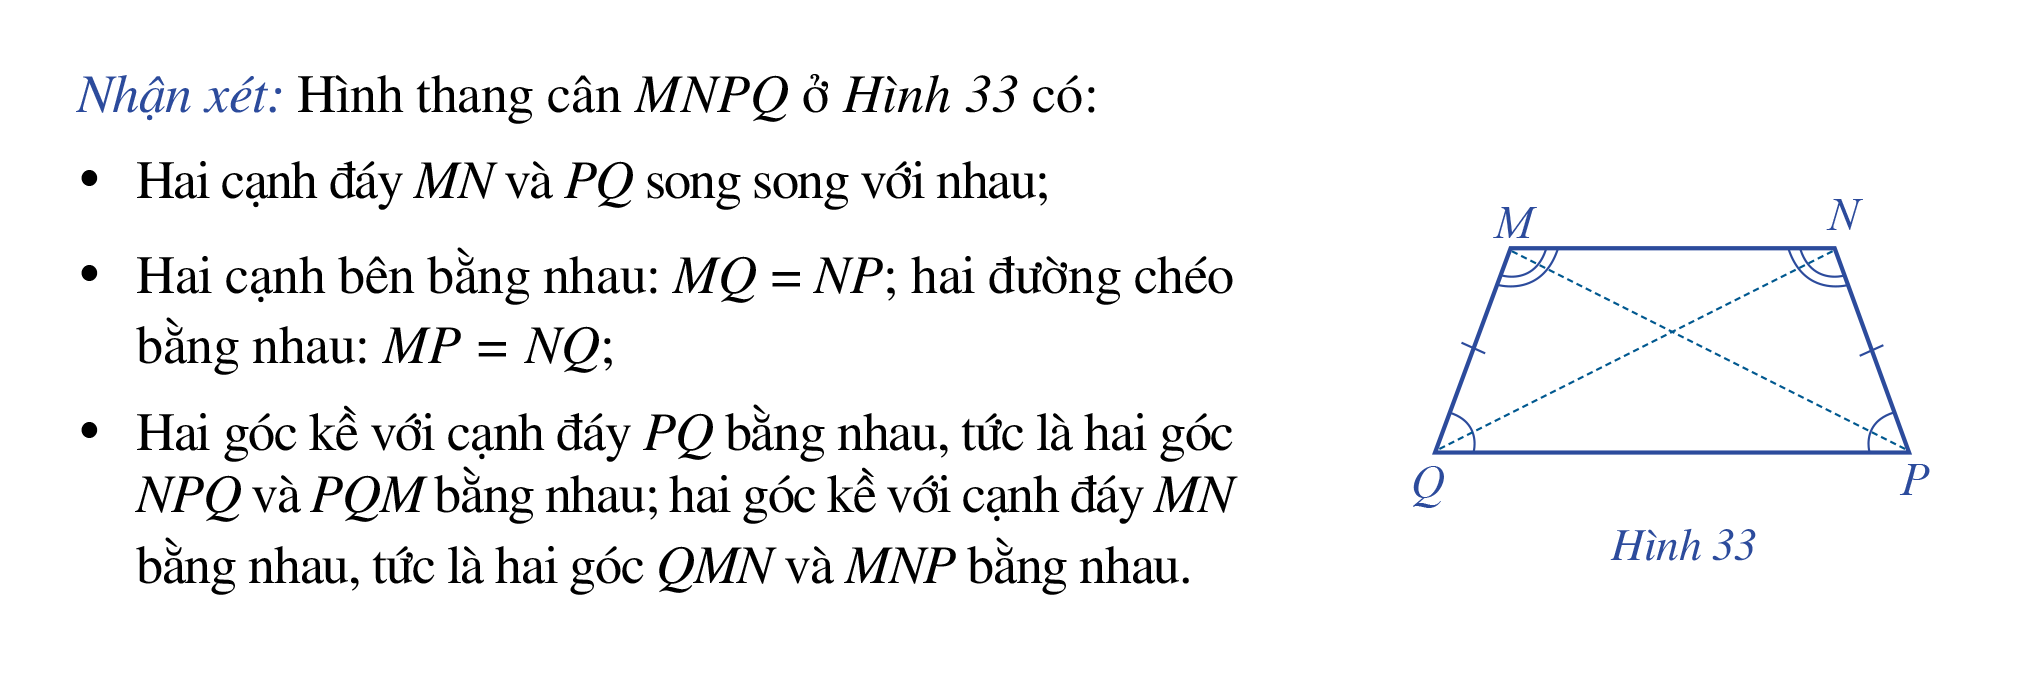 Nhận xét: Hình thang cân MNPQ ở Hình 33 có:
• Hai cạnh đáy MN và PQ song song với nhau;
• Hai cạnh bên bằng nhau: MQ = NP; hai đường chéo
bằng nhau: MP = NQ;
• Hai góc kề với cạnh đáy PQ bằng nhau, tức là hai góc
NPQ và PQM bằng nhau; hai góc kề với cạnh đáy MN
bằng nhau, tức là hai góc QMN và MNP bằng nhau.
M N
Q P
Hình 33